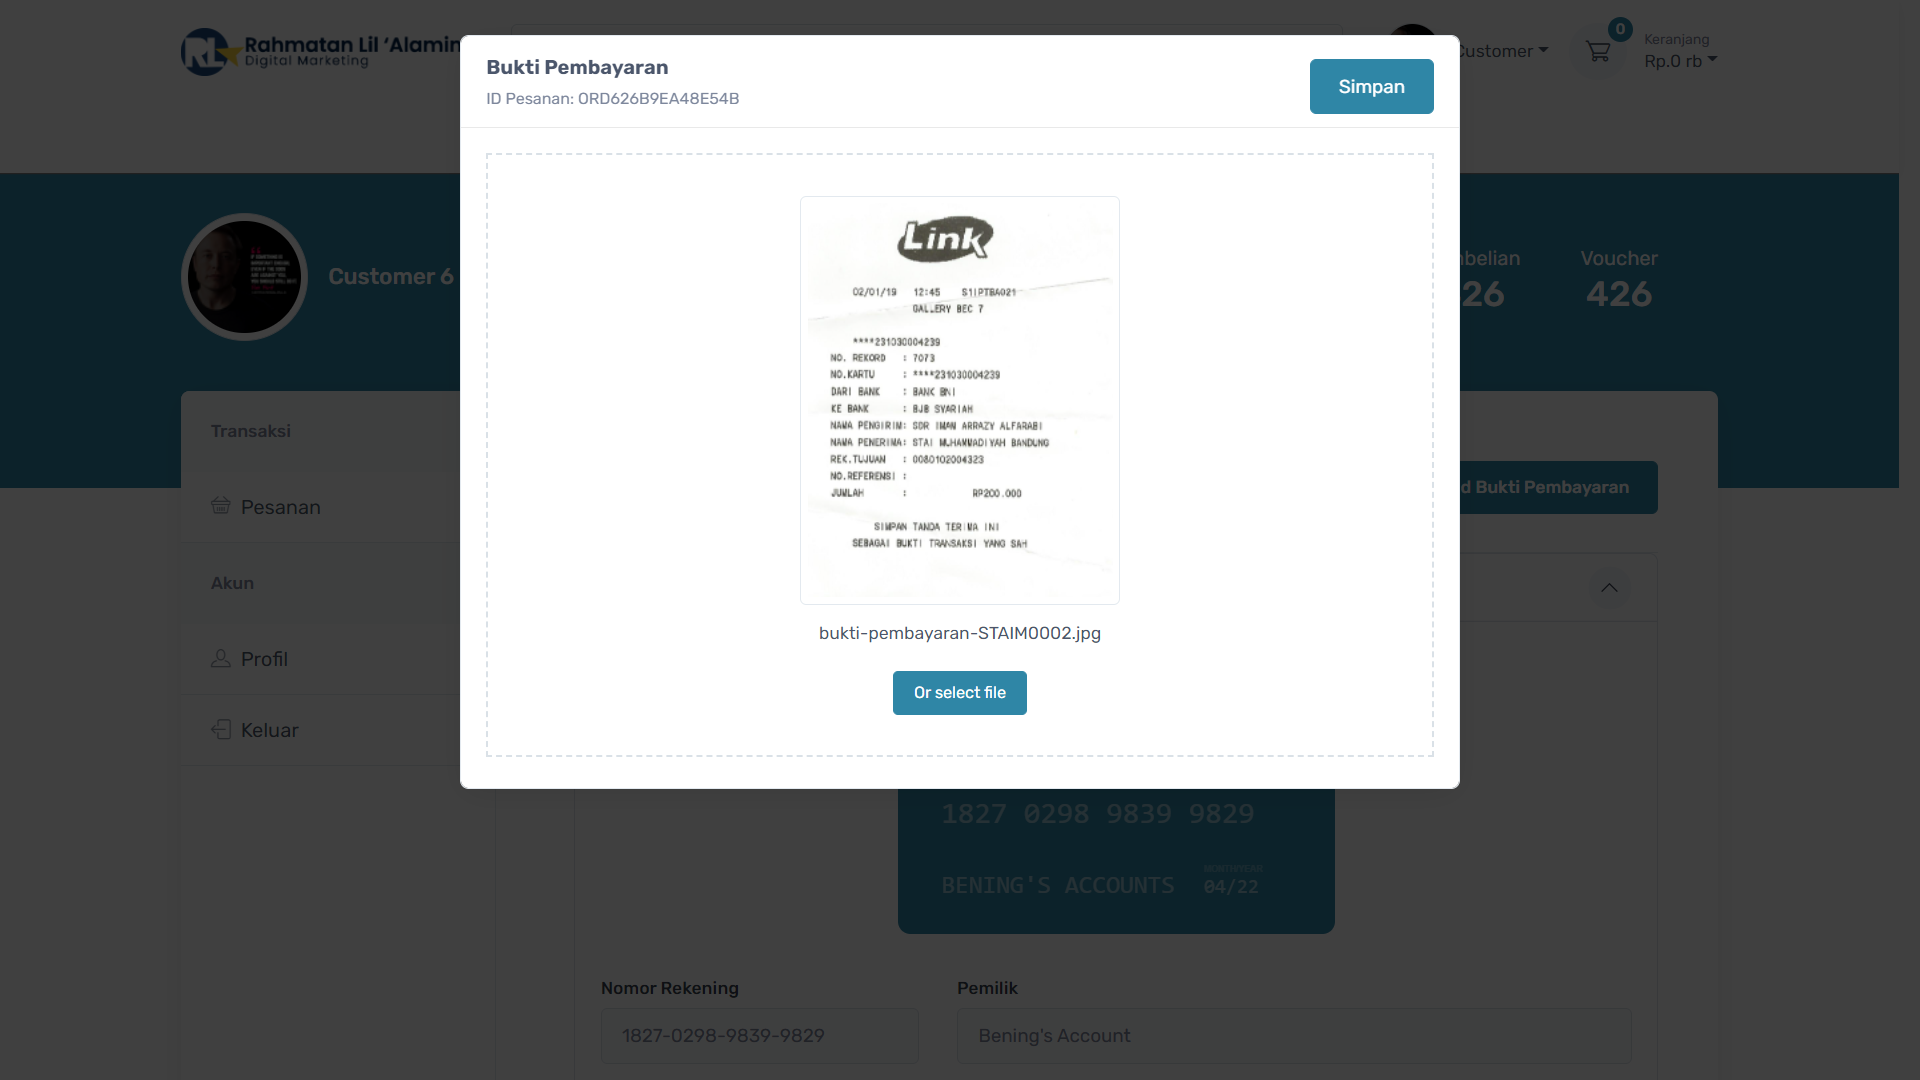 Rahmatan Lil 'Alamin
Digital Marketing
Customer
0
Keranjang
Rp.0 rb
Bukti Pembayaran
ID Pesanan: ORD626B9EA48E54B
Simpan
Customer 6
Voucher
26
426
Link
02/01/19 12:45 S1IPTBA021
GALLERY BEC 7
****231030004239
NO. REKORD : 7073
NO.KARTU : ****231030004239
DARI BANK : BANK BNI
KE BANK : BJB SYARIAH
NAMA PENGIRIM: SDR IMAN ARRAZY ALFARABI
NAMA PENERIMA: STAI MUHAMMADIYAH BANDUNG
REK.TUJUAN : 0080102004323
NO.REFERENSI :
JUMLAH : RP200.000
SIMPAN TANDA TERIMA INI
SEBAGAI BUKTI TRANSAKSI YANG SAH
bukti-pembayaran-STAIM0002.jpg
Or select file
Transaksi
Pesanan
Akun
Profil
Keluar
d Bukti Pembayaran
1827 0298 9839 9829
BENING'S ACCOUNTS
MONTH/YEAR
04/22
Nomor Rekening
Pemilik
1827-0298-9839-9829
Bening's Account